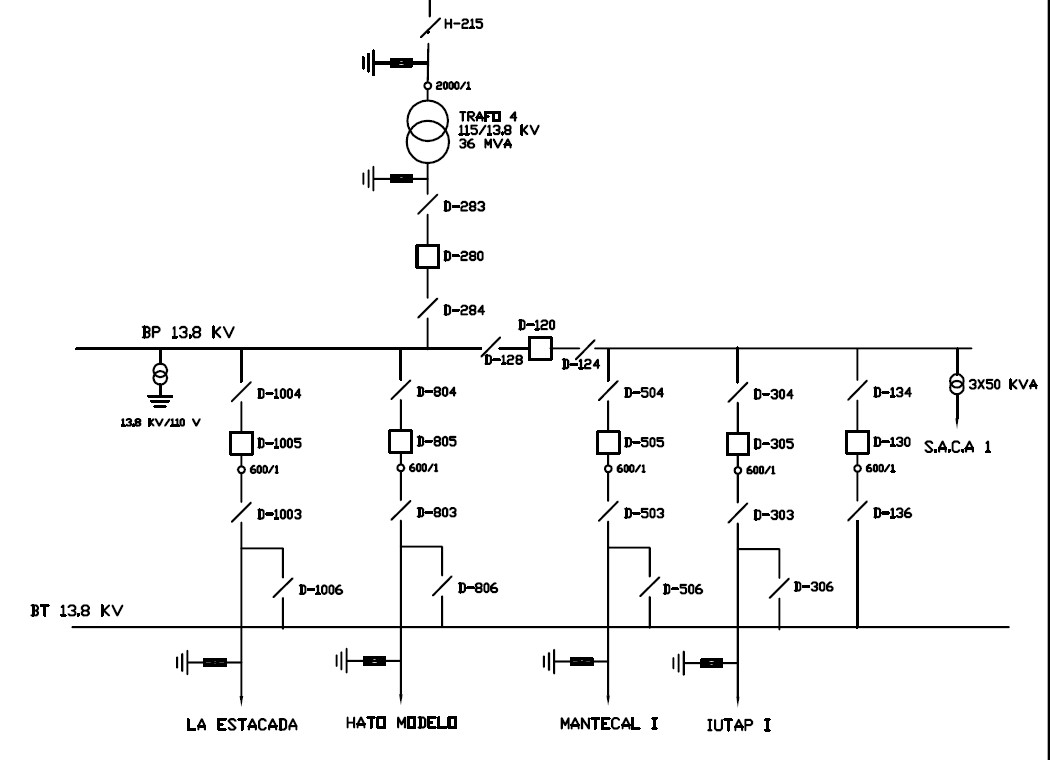 H-215
2000/1
TRAFO 4
115/13.8 KV
36 MVA
D-283
D-280
D-284
BP 13.8 KV
D-120
D-128
D-124
D-1004
D-804
D-504
D-304
D-134
3X50 KVA
13.8 KV/110 V
D-1005
D-805
D-505
D-305
D-130
S.A.C.A 1
600/1
600/1
600/1
600/1
600/1
D-1003
D-803
D-503
D-303
D-136
D-1006
D-806
D-506
D-306
BT 13.8 KV
LA ESTACADA
HATO MODELO
MANTECAL I
IUTAP I